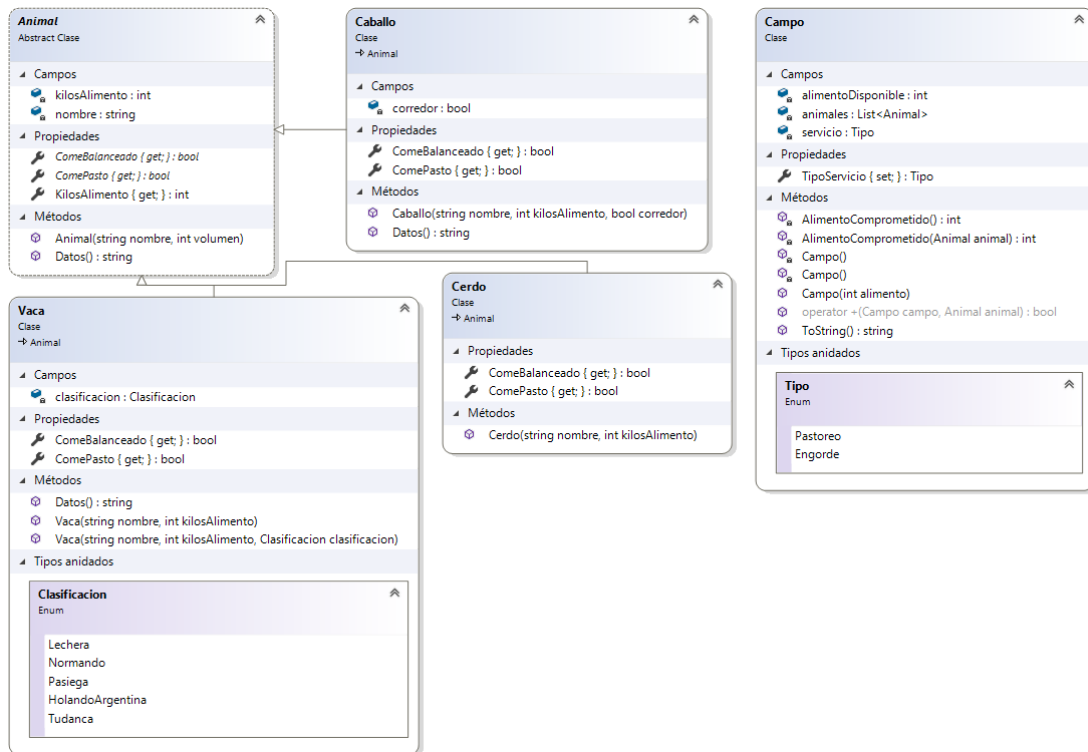 Animal
Abstract Clase
Campos
kilosAlimento : int
nombre : string
Propiedades
ComeBalanceado { get; } : bool
ComePasto { get; } : bool
KilosAlimento { get; } : int
Métodos
Animal(string nombre, int volumen)
Datos() : string
Caballo
Clase
Animal
Campos
corredor : bool
Propiedades
ComeBalanceado { get; } : bool
ComePasto { get; } : bool
Métodos
Caballo(string nombre, int kilosAlimento, bool corredor)
Datos() : string
Campo
Clase
Campos
alimentoDisponible : int
animales : List<Animal>
servicio : Tipo
Propiedades
TipoServicio { set; } : Tipo
Métodos
AlimentoComprometido() : int
AlimentoComprometido(Animal animal) : int
Campo()
Campo()
Campo(int alimento)
operator +(Campo campo, Animal animal) : bool
ToString() : string
Tipos anidados
Tipo
Enum
Pastoreo
Engorde
Vaca
Clase
Animal
Campos
clasificacion : Clasificacion
Propiedades
ComeBalanceado { get; } : bool
ComePasto { get; } : bool
Métodos
Datos() : string
Vaca(string nombre, int kilosAlimento)
Vaca(string nombre, int kilosAlimento, Clasificacion clasificacion)
Tipos anidados
Clasificacion
Enum
Lechera
Normando
Pasiega
HolandoArgentina
Tudanca
Cerdo
Clase
Animal
Propiedades
ComeBalanceado { get; } : bool
ComePasto { get; } : bool
Métodos
Cerdo(string nombre, int kilosAlimento)